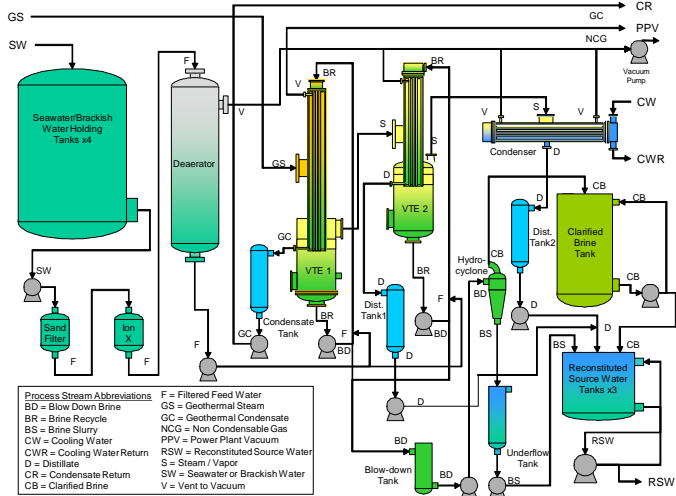 GS
SW
F
CR
GC
PPV
NCG
Vacuum
Pump
V
BR
V
BR
V
S
V
CW
CWR
Condenser
Seawater/Brackish
Water Holding
Tanks x4
Deaerator
GS
S
D
S
D
VTE 2
D
Dist.
Tank2
CB
CB
Clarified
Brine
Tank
CB
GC
VTE 1
Hydro-
cyclone
CB
BD
SW
Sand
Filter
F
Ion
X
F
F
Condensate
Tank
GC
BR
F
BD
Dist.
Tank1
BR
F
BD
D
D
BS
D
D
BS
CB
Reconstituted
Source Water
Tanks x3
RSW
RSW
BD
Blow-down
Tank
BD
Underflow
Tank
BS
Process Stream Abbreviations
BD = Blow Down Brine
BR = Brine Recycle
BS = Brine Slurry
CW = Cooling Water
CWR = Cooling Water Return
D = Distillate
CR = Condensate Return
CB = Clarified Brine
F = Filtered Feed Water
GS = Geothermal Steam
GC = Geothermal Condensate
NCG = Non Condensable Gas
PPV = Power Plant Vacuum
RSW = Reconstituted Source Water
S = Steam / Vapor
SW = Seawater or Brackish Water
V = Vent to Vacuum